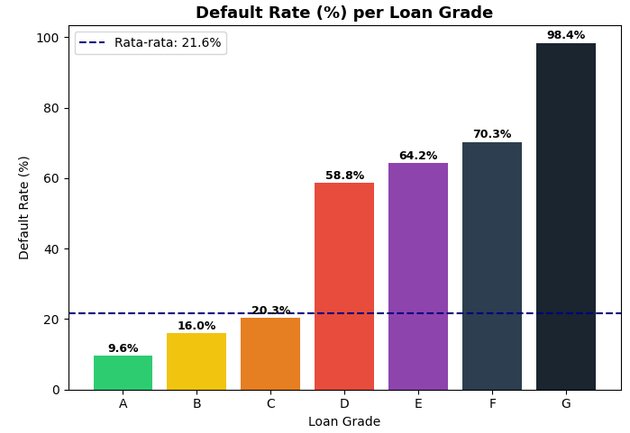 Default Rate (%) per Loan Grade
Rata-rata: 21.6%
Default Rate (%)
100
80
60
40
20
0
9.6%
16.0%
20.3%
58.8%
64.2%
70.3%
98.4%
A B C D E F G
Loan Grade